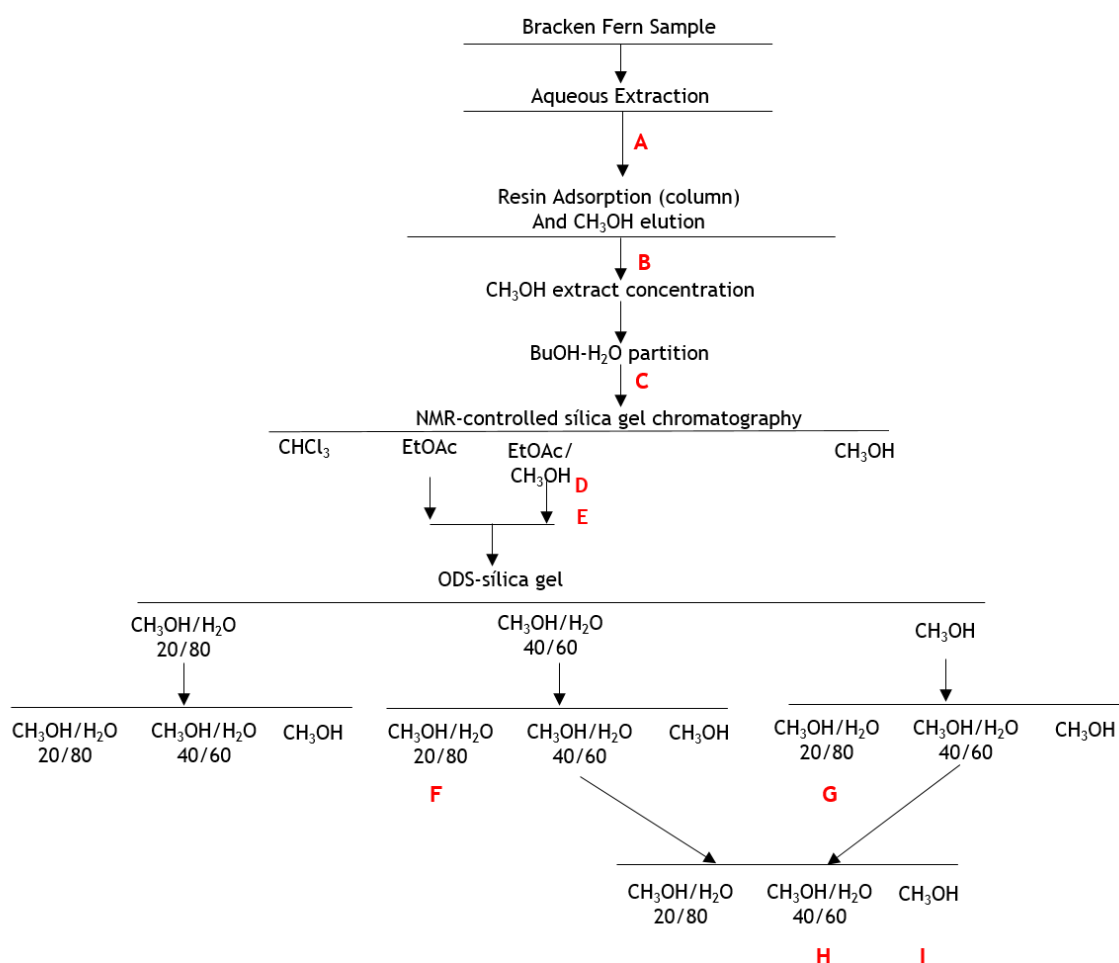 Bracken Fern Sample
Aqueous Extraction
A
Resin Adsorption (column)
And CH₃OH elution
B
CH₃OH extract concentration
BuOH-H₂O partition
C
NMR-controlled sílica gel chromatography
CHCl₃ EtOAc EtOAc/ CH₃OH
CH₃OH
D
E
ODS-sílica gel
CH₃OH/H₂O CH₃OH/H₂O CH₃OH
20/80 40/60
CH₃OH/H₂O CH₃OH/H₂O CH₃OH CH₃OH/H₂O CH₃OH/H₂O CH₃OH CH₃OH/H₂O CH₃OH/H₂O CH₃OH
20/80 40/60 20/80 40/60 20/80 40/60
F G
CH₃OH/H₂O CH₃OH/H₂O CH₃OH
20/80 40/60
H I